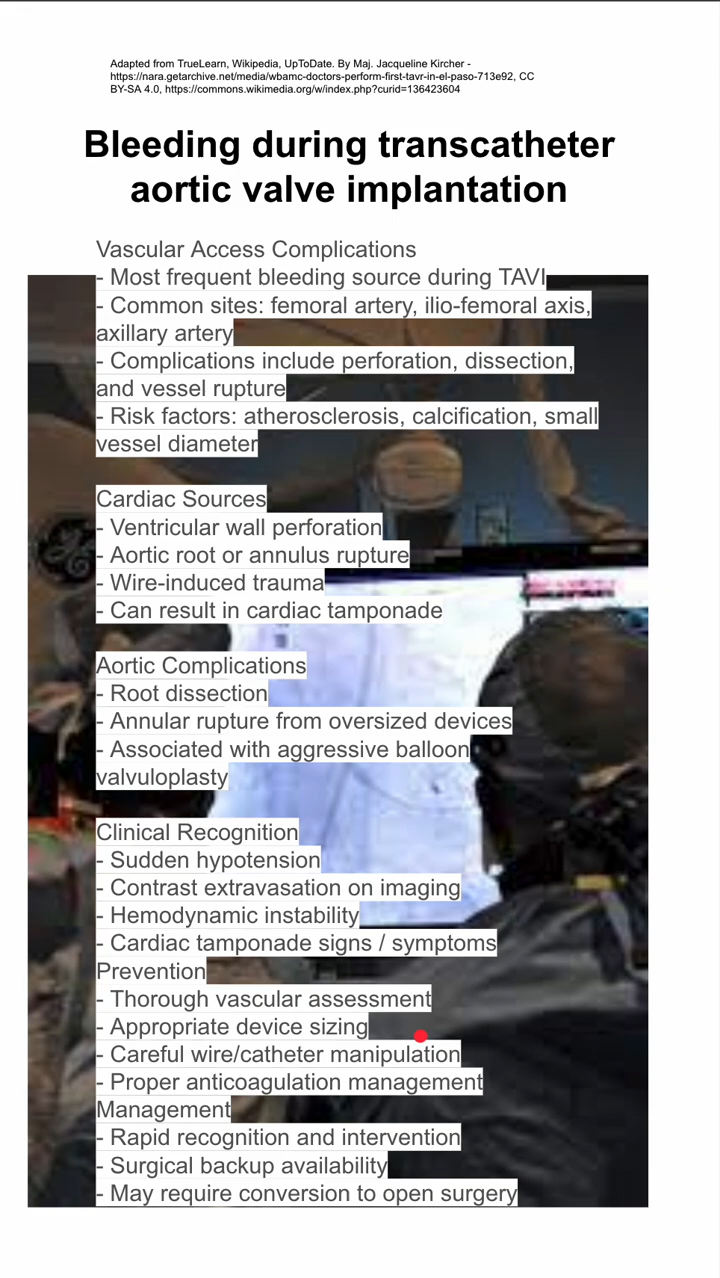 Adapted from TrueLearn, Wikipedia, UpToDate. By Maj. Jacqueline Kircher -
https://nara.getarchive.net/media/wbamc-doctors-perform-first-tavr-in-el-paso-713e92, CC
BY-SA 4.0, https://commons.wikimedia.org/w/index.php?curid=136423604
Bleeding during transcatheter
aortic valve implantation
Vascular Access Complications
- Most frequent bleeding source during TAVI
- Common sites: femoral artery, ilio-femoral axis,
axillary artery
- Complications include perforation, dissection,
and vessel rupture
- Risk factors: atherosclerosis, calcification, small
vessel diameter
Cardiac Sources
- Ventricular wall perforation
- Aortic root or annulus rupture
- Wire-induced trauma
- Can result in cardiac tamponade
Aortic Complications
- Root dissection
- Annular rupture from oversized devices
- Associated with aggressive balloon
valvuloplasty
Clinical Recognition
- Sudden hypotension
- Contrast extravasation on imaging
- Hemodynamic instability
- Cardiac tamponade signs / symptoms
Prevention
- Thorough vascular assessment
- Appropriate device sizing
- Careful wire/catheter manipulation
- Proper anticoagulation management
Management
- Rapid recognition and intervention
- Surgical backup availability
- May require conversion to open surgery